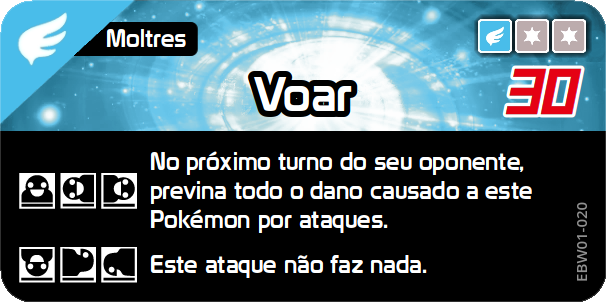 Moltres
Voar
30
No próximo turno do seu oponente,
previna todo o dano causado a este
Pokémon por ataques.
Este ataque não faz nada.
EBW01-020